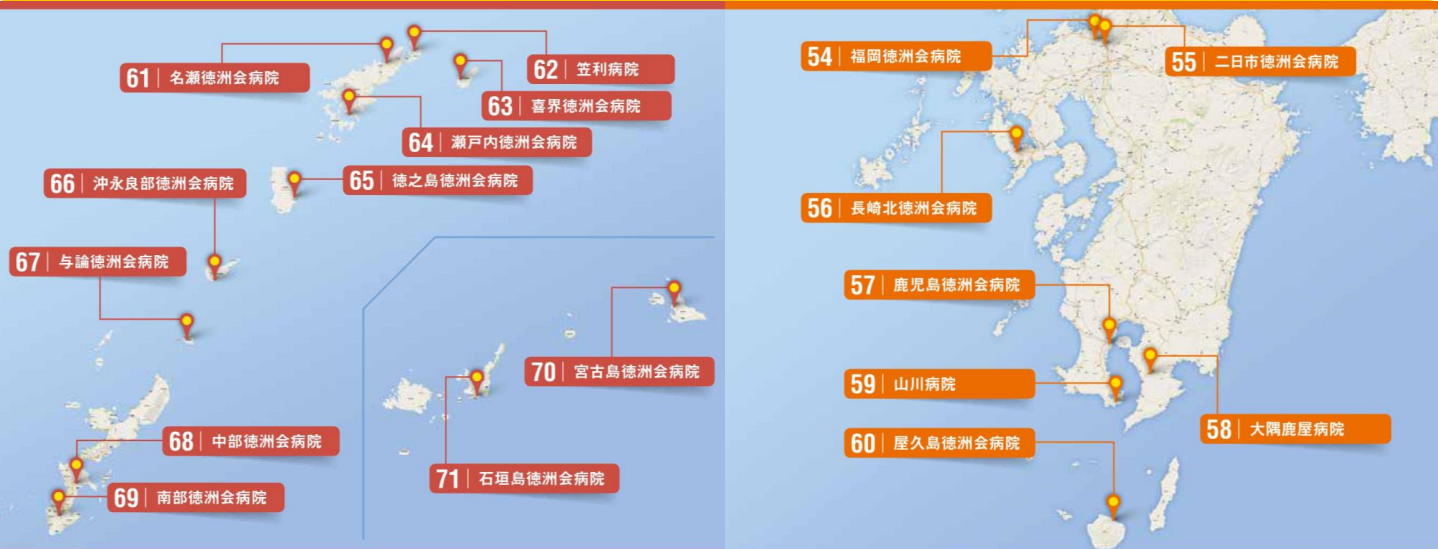 61 名瀬徳洲会病院
62 笠利病院
63 喜界徳洲会病院
64 瀬戸内徳洲会病院
65 徳之島徳洲会病院
66 沖永良部徳洲会病院
67 与論徳洲会病院
68 中部徳洲会病院
69 南部徳洲会病院
70 宮古島徳洲会病院
71 石垣島徳洲会病院
54 福岡徳洲会病院
55 二日市徳洲会病院
56 長崎北徳洲会病院
57 鹿児島徳洲会病院
59 山川病院
58 大隅鹿屋病院
60 屋久島徳洲会病院